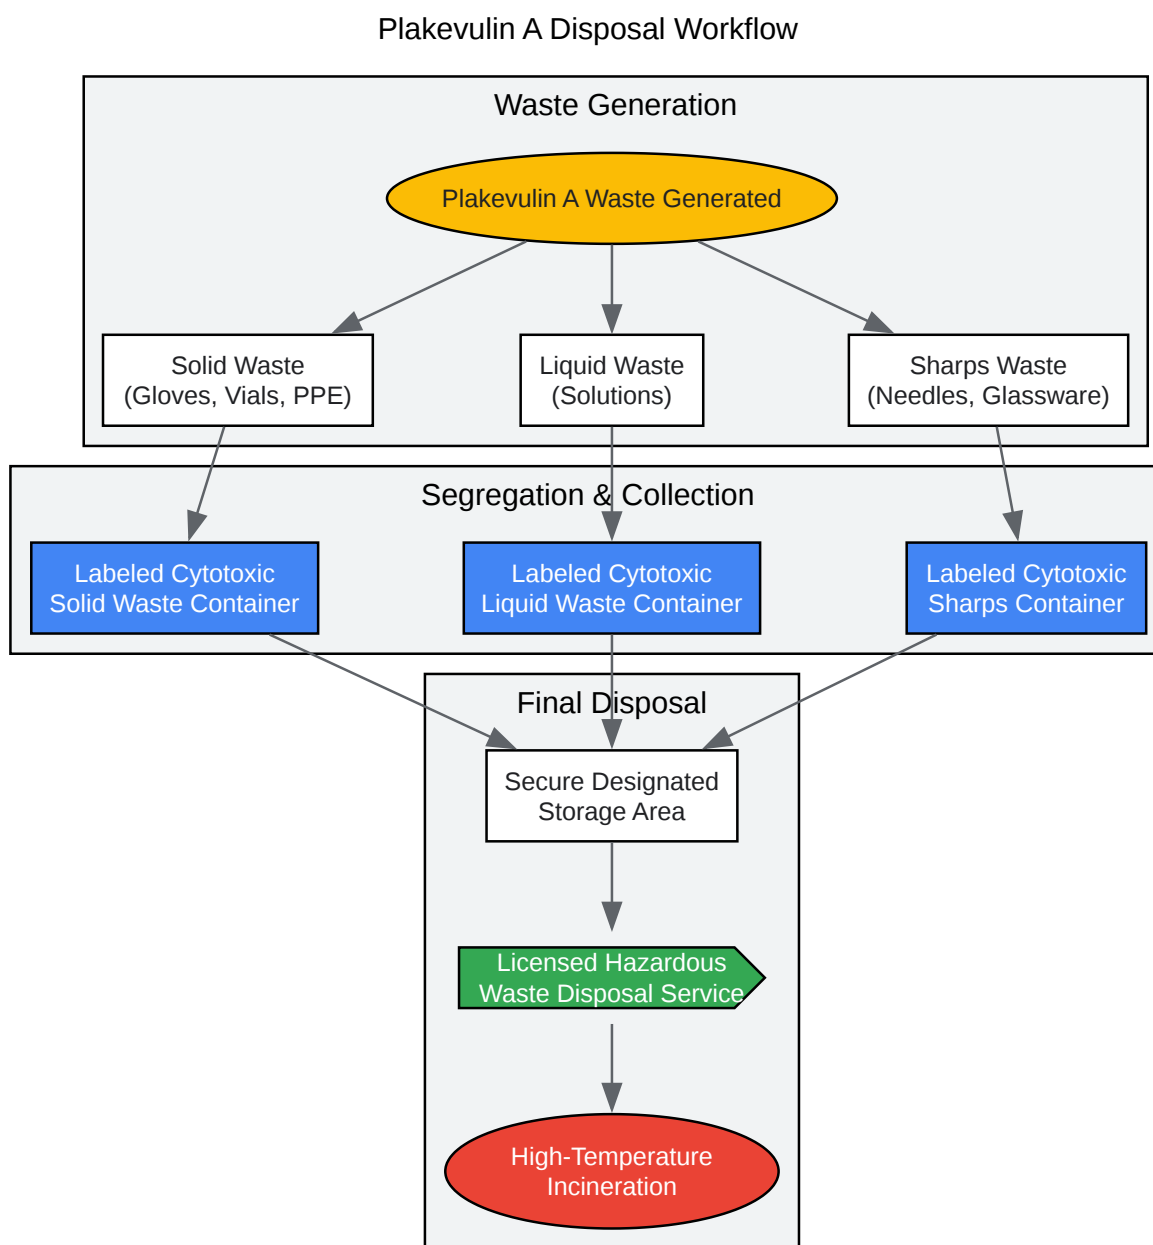 Plakevulin A Disposal Workflow
Waste Generation
Plakevulin A Waste Generated
Solid Waste
(Gloves, Vials, PPE)
Liquid Waste
(Solutions)
Sharps Waste
(Needles, Glassware)
Segregation & Collection
Labeled Cytotoxic
Solid Waste Container
Labeled Cytotoxic
Liquid Waste Container
Labeled Cytotoxic
Sharps Container
Final Disposal
Secure Designated
Storage Area
Licensed Hazardous
Waste Disposal Service
High-Temperature
Incineration